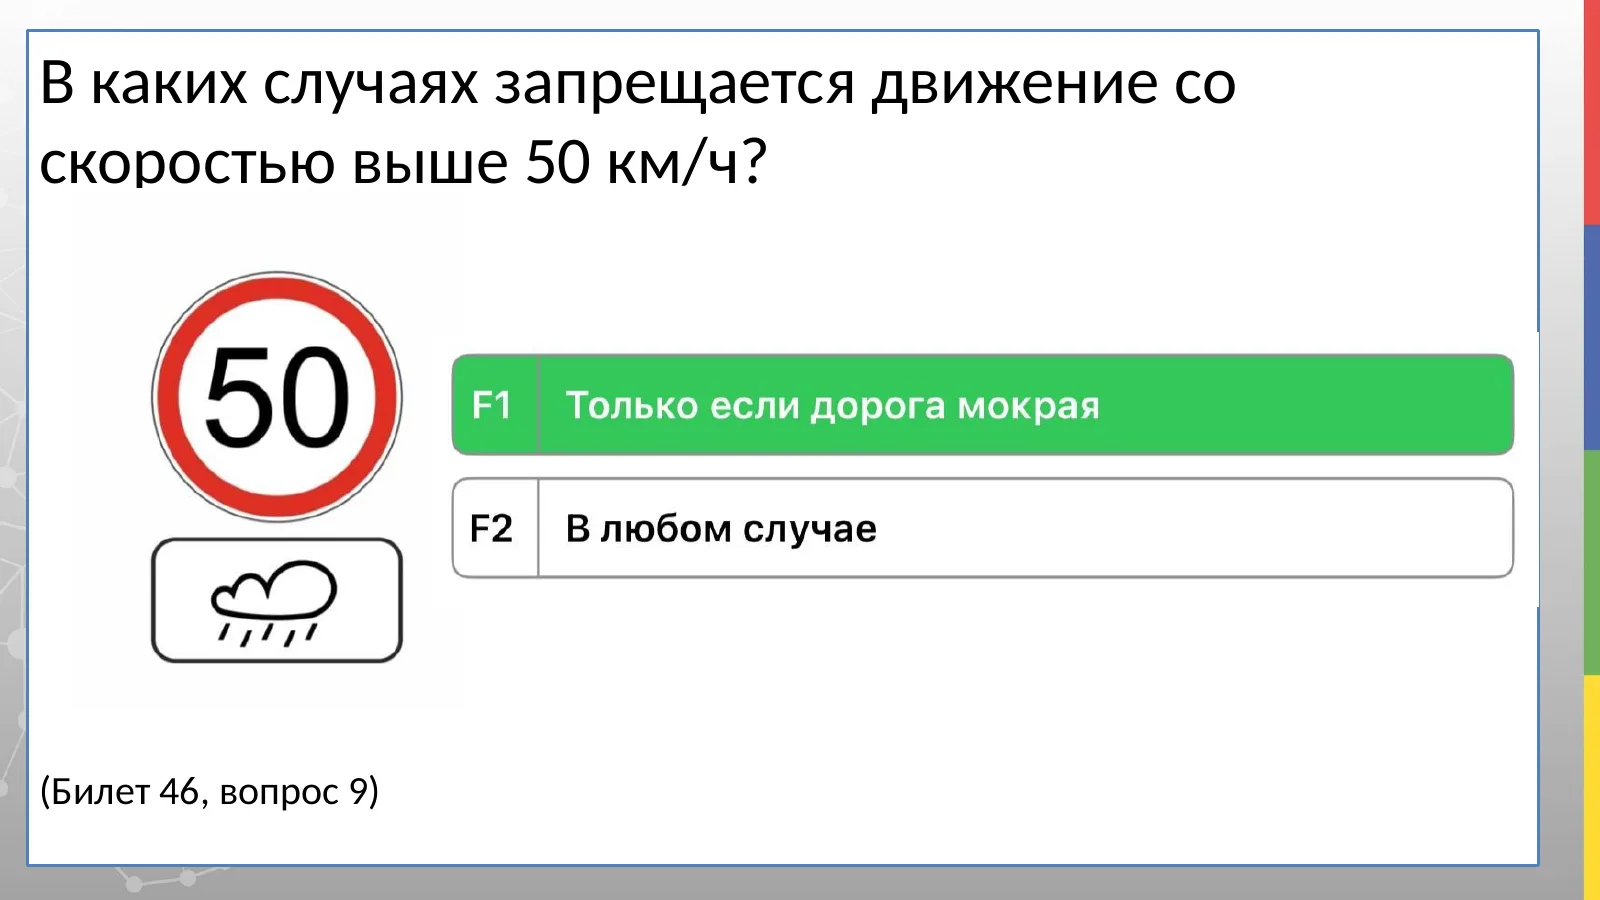 В каких случаях запрещается движение со
скоростью выше 50 км/ч?
50
F1 Только если дорога мокрая
F2 В любом случае
(Билет 46, вопрос 9)